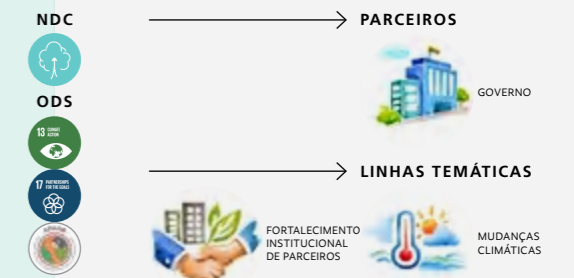 NDC
PARCEIROS
GOVERNO
ODS
13 CLIMATE
ACTION
LINHAS TEMÁTICAS
17 PARTNERSHIPS
FOR THE GOALS
FORTALECIMENTO
INSTITUCIONAL
DE PARCEIROS
MUDANÇAS
CLIMÁTICAS